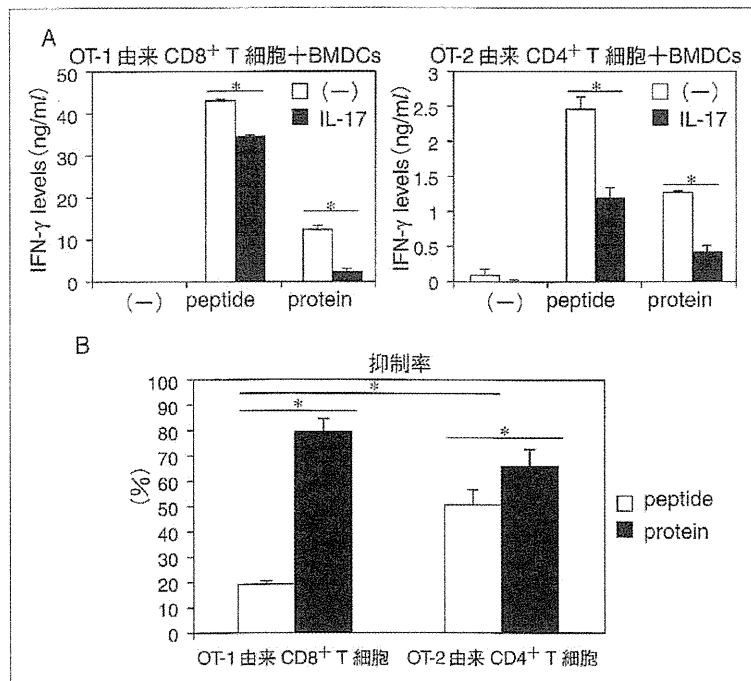 A
OT-1 由来 CD8+ T 細胞＋BMDCs
IFN-γ levels (ng/ml)
50
40
30
20
10
0
*
*
(—)
IL-17
(—) peptide protein
OT-2 由来 CD4+ T 細胞＋BMDCs
IFN-γ levels (ng/ml)
3
2.5
2
1.5
1
0.5
0
*
*
(—)
IL-17
(—) peptide protein
B
抑制率
(%)
100
90
80
70
60
50
40
30
20
10
0
*
*
*
peptide
protein
OT-1 由来 CD8+ T 細胞 OT-2 由来 CD4+ T 細胞